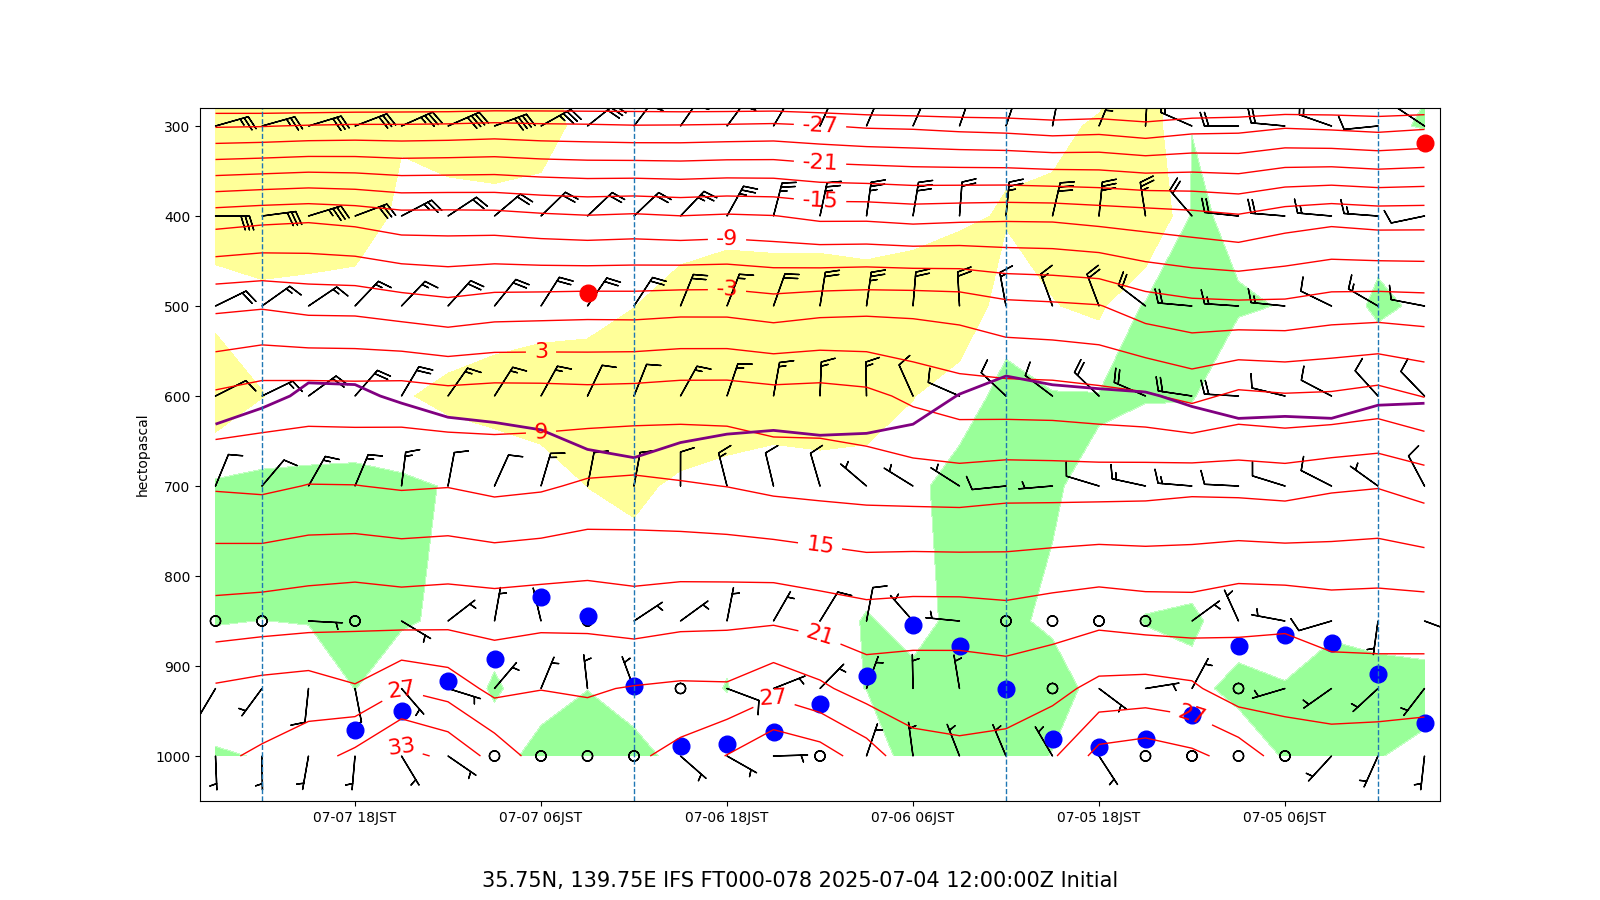 300
400
500
600
700
800
900
1000
hectopascal
-27
-21
-15
-9
-3
3
9
15
21
27
27
27
33
07-07 18JST
07-07 06JST
07-06 18JST
07-06 06JST
07-05 18JST
07-05 06JST
35.75N, 139.75E IFS FT000-078 2025-07-04 12:00:00Z Initial